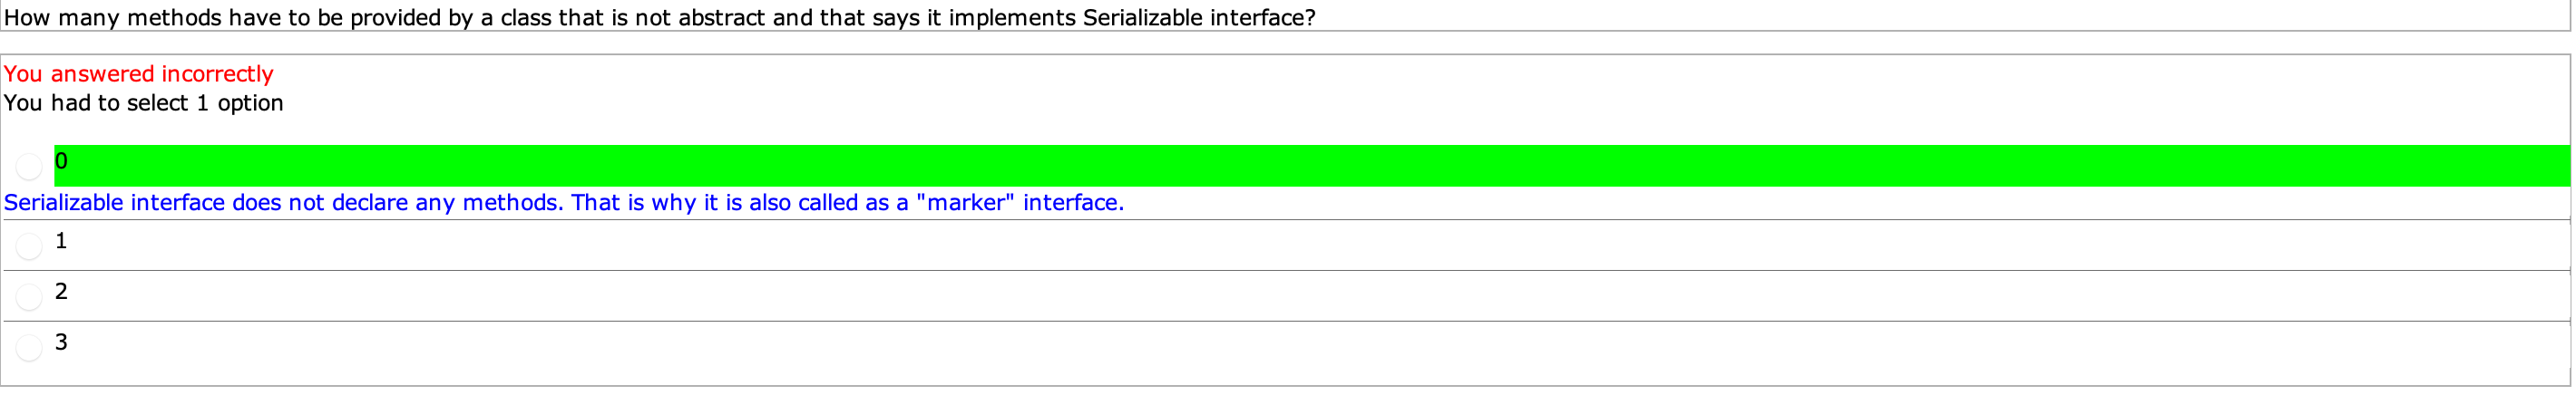 How many methods have to be provided by a class that is not abstract and that says it implements Serializable interface?
You answered incorrectly
You had to select 1 option
0
Serializable interface does not declare any methods. That is why it is also called as a "marker" interface.
1
2
3